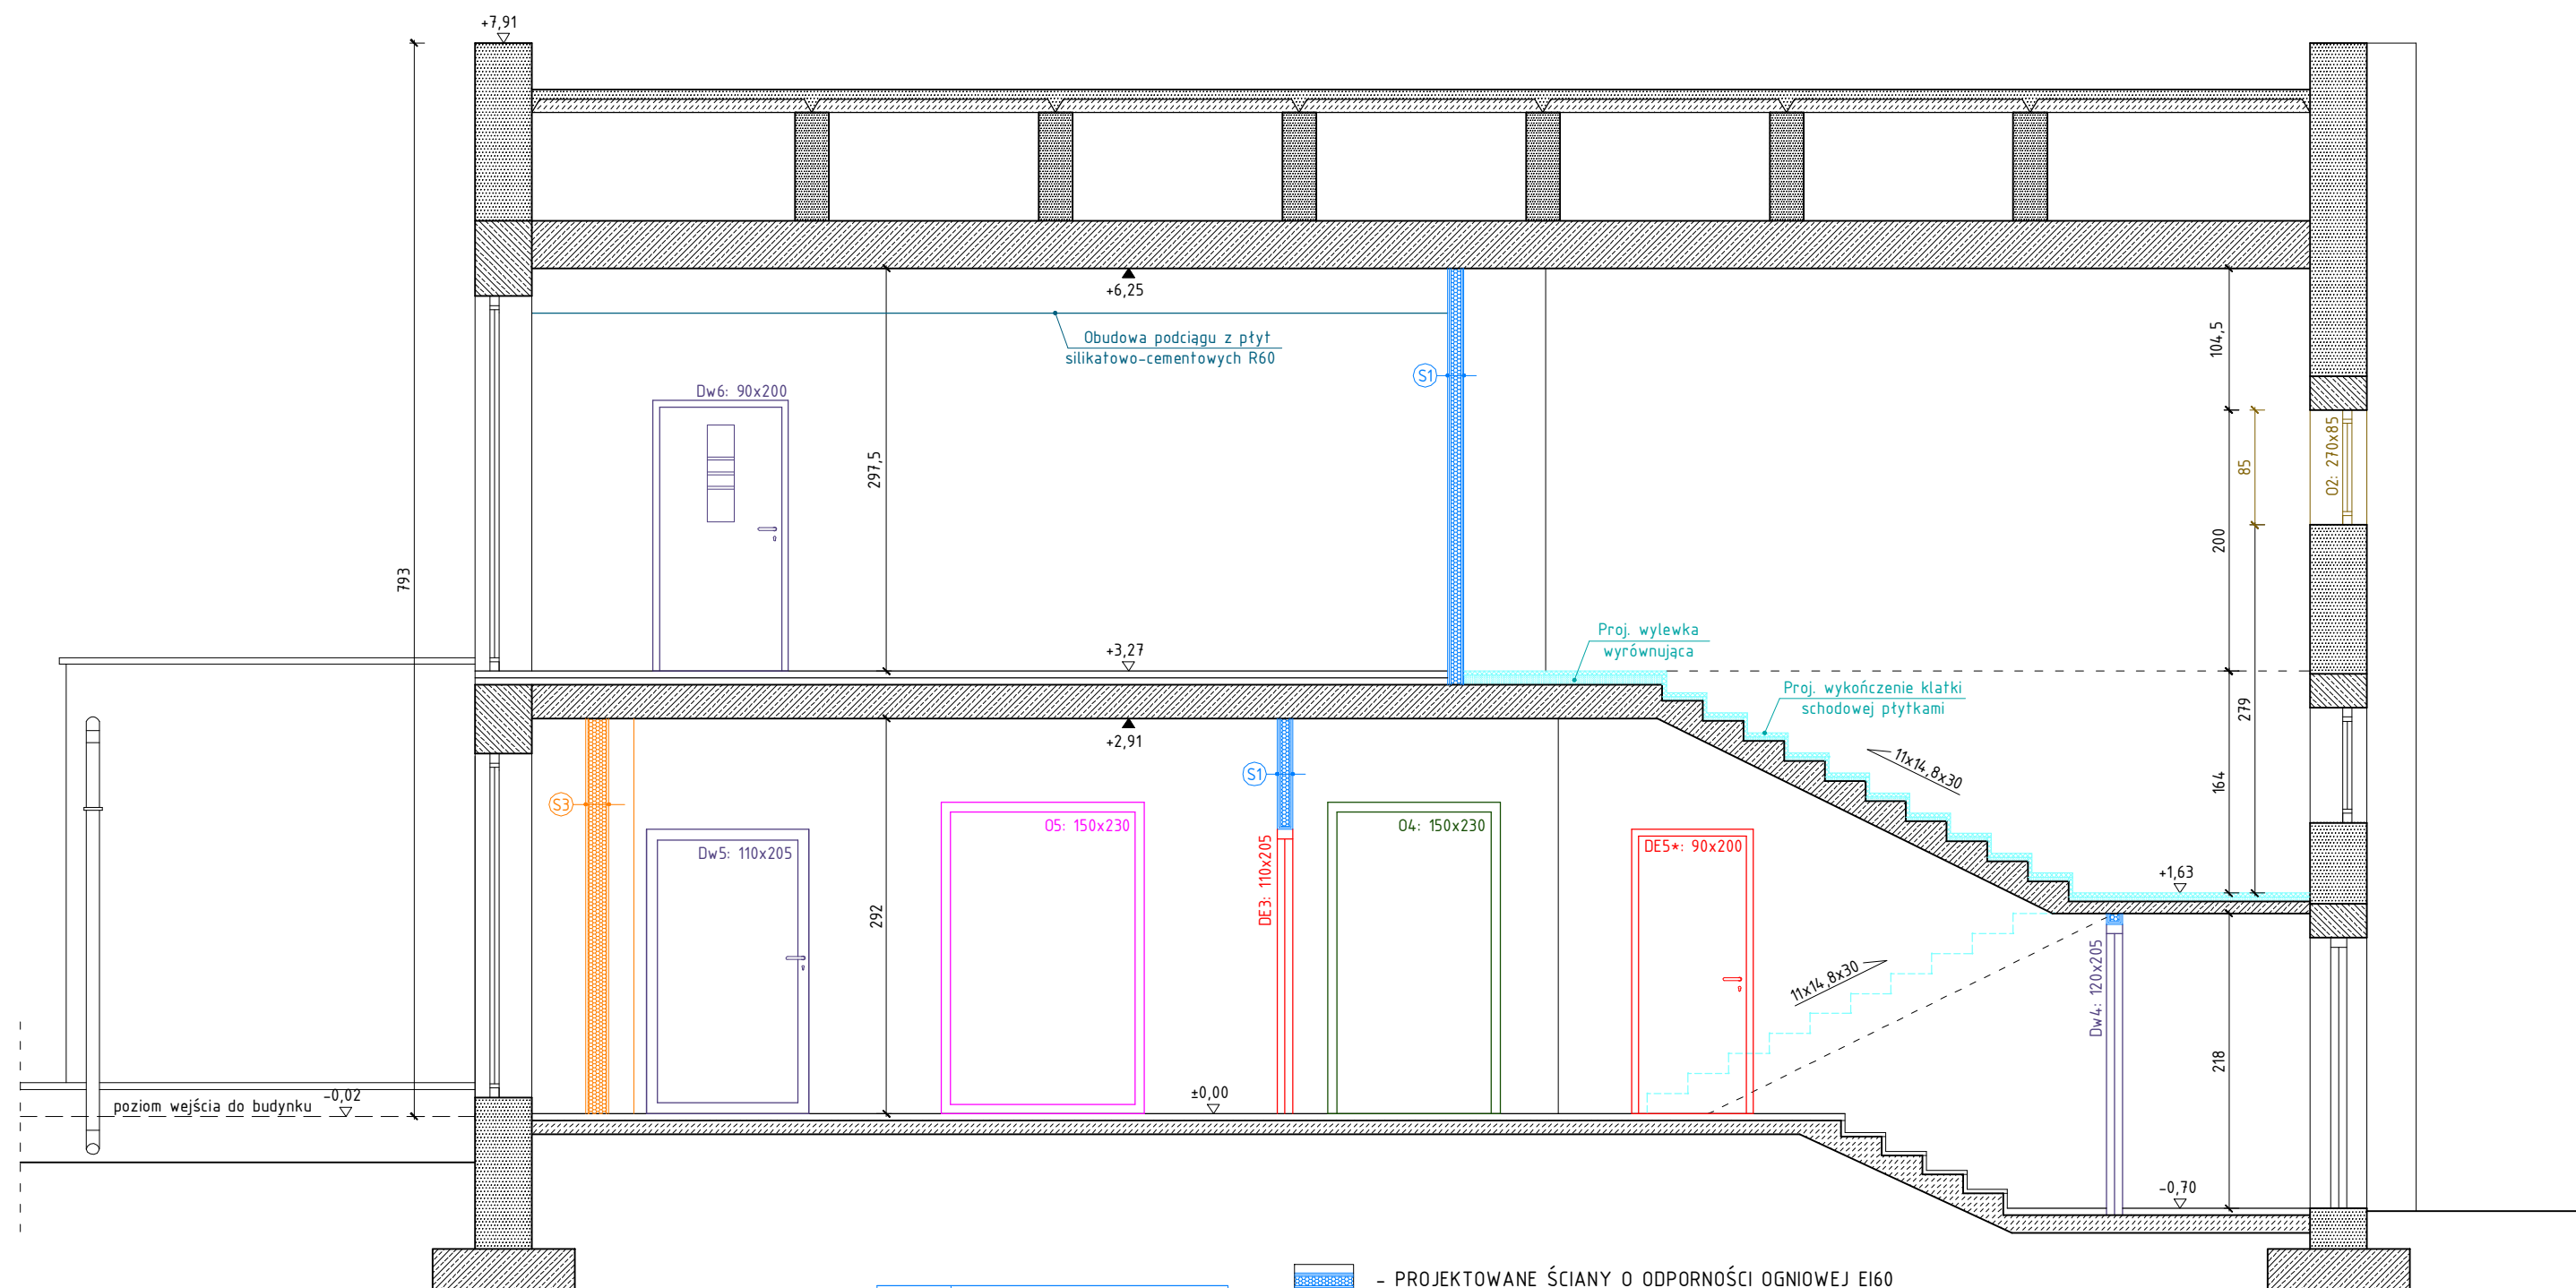 +7,91
+6,25
Obudowa podciągu z płyt
silikatowo-cementowych R60
S1
104,5
Dw6: 90x200
297,5
O2: 270x85
85
200
793
Proj. wylewka
wyrównująca
+3,27
Proj. wykończenie klatki
schodowej płytkami
279
+2,91
11x14,8x30
164
S1
S3
O5: 150x230
O4: 150x230
Dw5: 110x205
DE3: 110x205
DE5*: 90x200
+1,63
292
11x14,8x30
Dw4: 120x205
218
±0,00
poziom wejścia do budynku
-0,02
-0,70
- PROJEKTOWANE ŚCIANY O ODPORNOŚCI OGNIOWEJ EI60